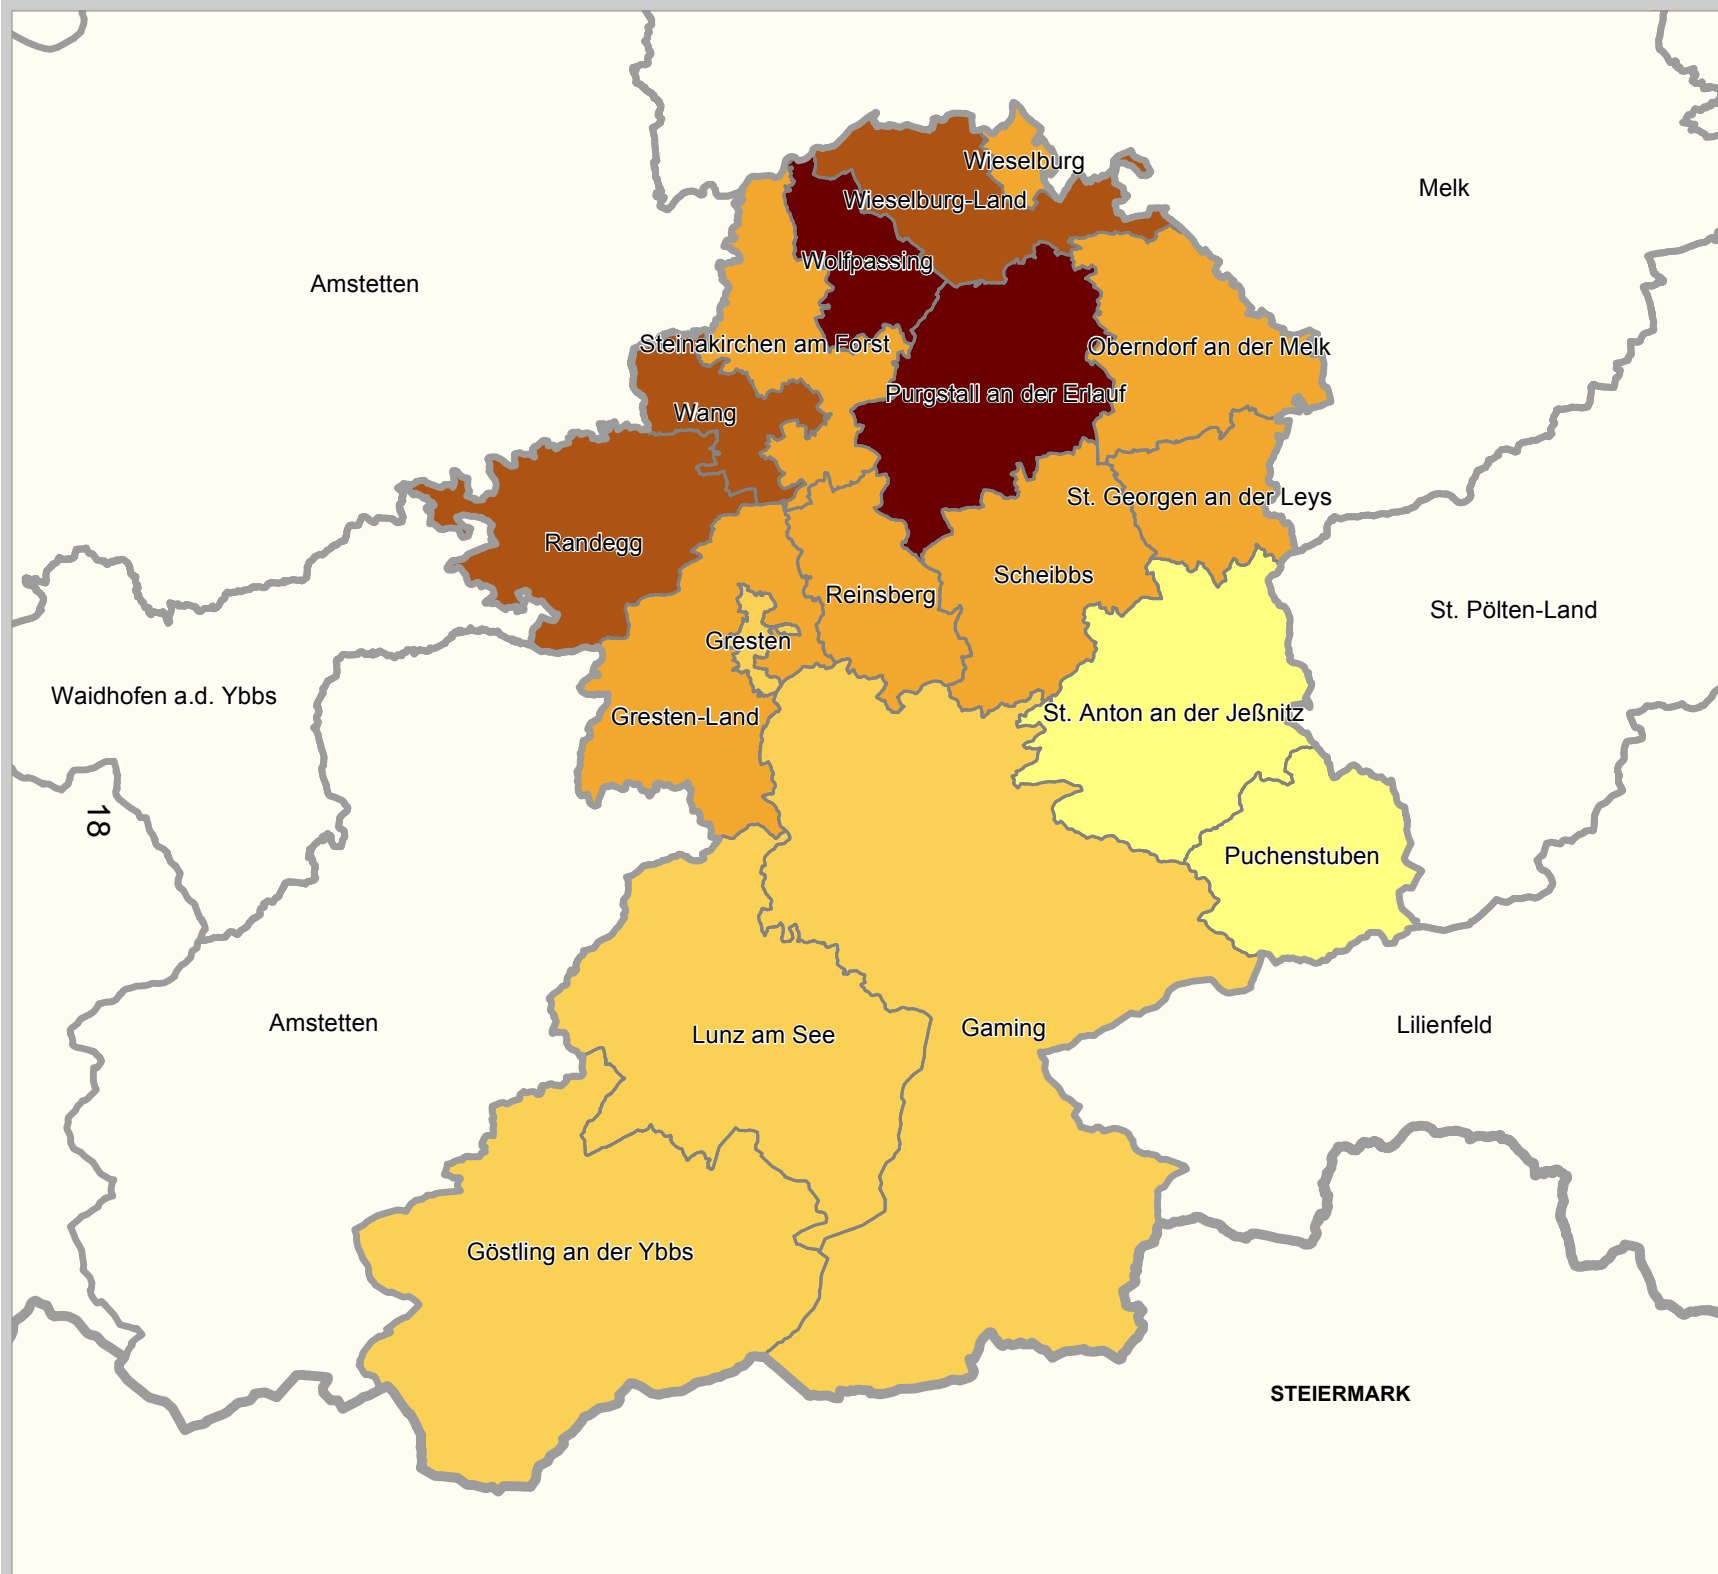 Wieselburg
Melk
Wieselburg-Land
Wolfpassing
Amstetten
Steinakirchen am Forst
Oberndorf an der Melk
Purgstall an der Erlauf
Wang
St. Georgen an der Leys
Randegg
Scheibbs
Reinsberg
St. Pölten-Land
Gresten
Waidhofen a.d. Ybbs
Gresten-Land
St. Anton an der Jeßnitz
18
Puchenstuben
Amstetten
Lunz am See
Gaming
Lilienfeld
Göstling an der Ybbs
STEIERMARK